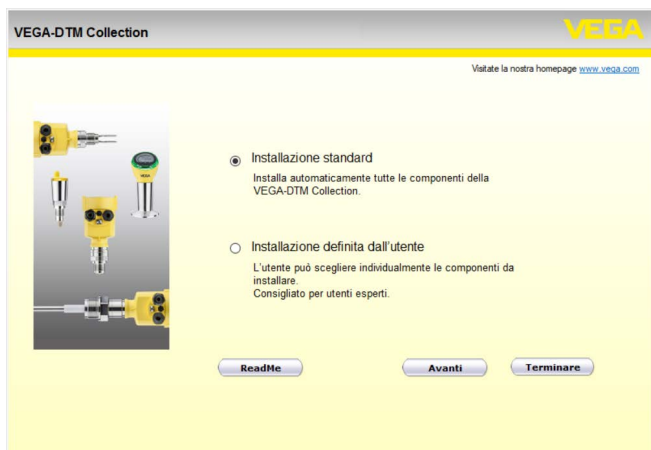 VEGA-DTM Collection
VEGA
Visitate la nostra homepage www.vega.com
Installazione standard
Installa automaticamente tutte le componenti della
VEGA-DTM Collection.
Installazione definita dall'utente
L'utente può scegliere individualmente le componenti da
installare.
Consigliato per utenti esperti.
ReadMe
Avanti
Terminare